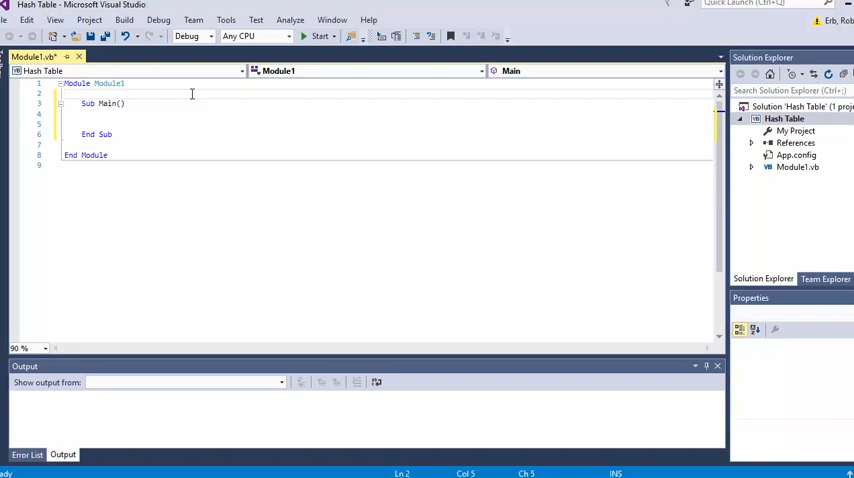 Hash Table - Microsoft Visual Studio
Quick Launch (
Edit View Project Build Debug Team Tools Test Analyze Window Help
Erb, Rob
Debug Any CPU Start
Module1.vb*
Hash Table Module1 Main
1 Module Module1
2
3 Sub Main()
4
5
6 End Sub
7
8 End Module
9
90 %
Output
Show output from:
Error List Output
Solution Explorer
Search Solution Explorer
Solution 'Hash Table' (1 proje
Hash Table
My Project
References
App.config
Module1.vb
Solution Explorer Team Explorer
Properties
eady Ln 2 Col 5 Ch 5 INS